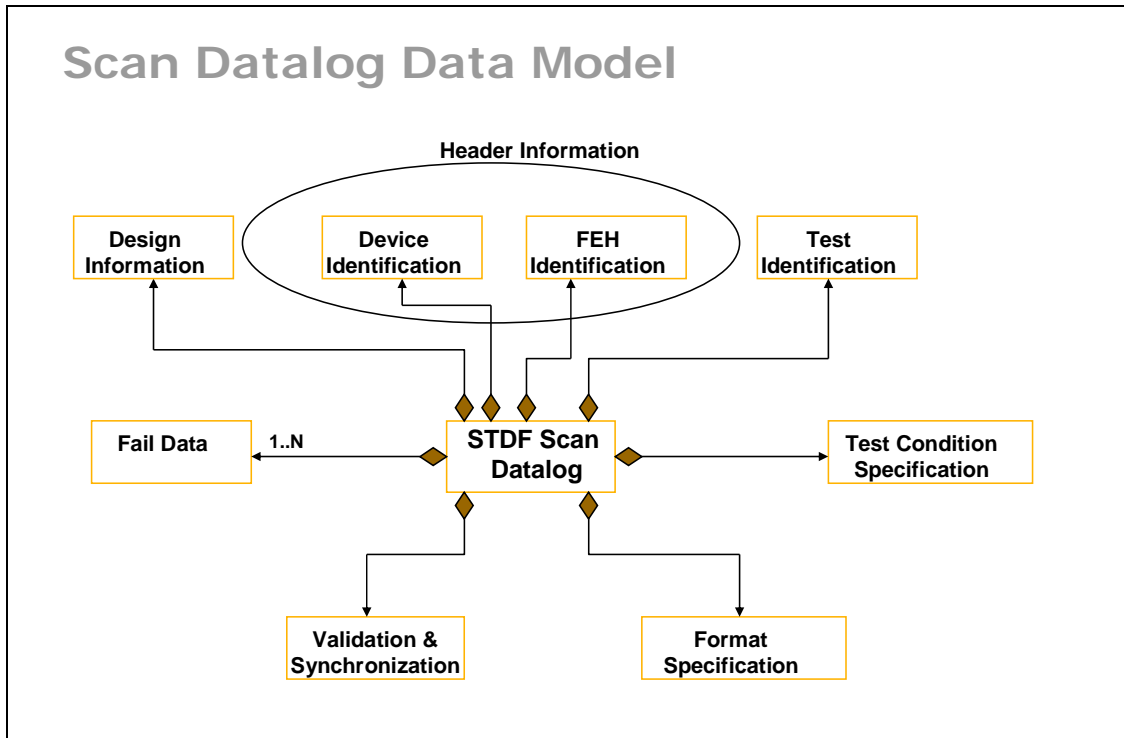 Scan Datalog Data Model
Header Information
Design
Information
Device
Identification
FEH
Identification
Test
Identification
Fail Data
1..N
STDF Scan
Datalog
Test Condition
Specification
Validation &
Synchronization
Format
Specification